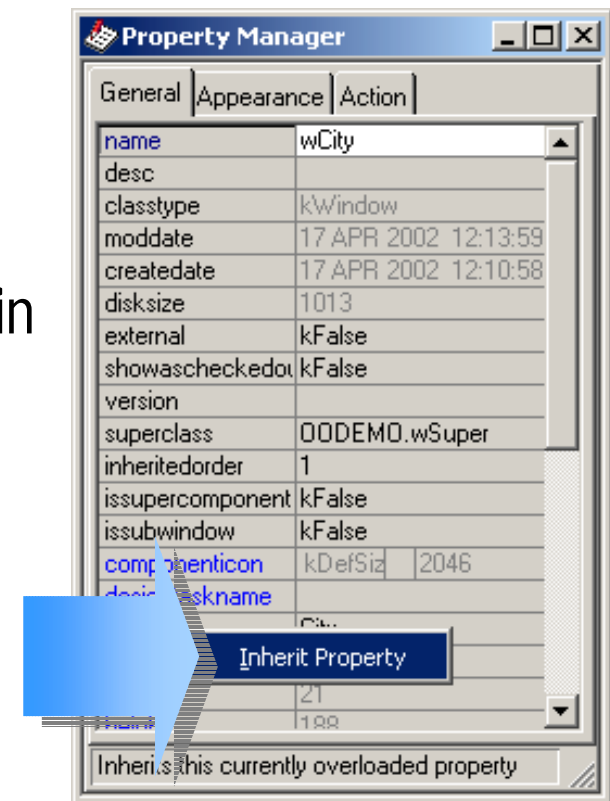 Property Manager
General Appearance Action
in
name wCity
desc
classtype kWindow
moddate 17 APR 2002 12:13:59
createdate 17 APR 2002 12:10:58
disksize 1013
external kFalse
showascheckedou kFalse
version
superclass OODEMO.wSuper
inheritedorder 1
issupercomponent kFalse
issubwindow kFalse
componenticon kDefSiz 2046
City
Inherit Property
21
188
Inherits this currently overloaded property